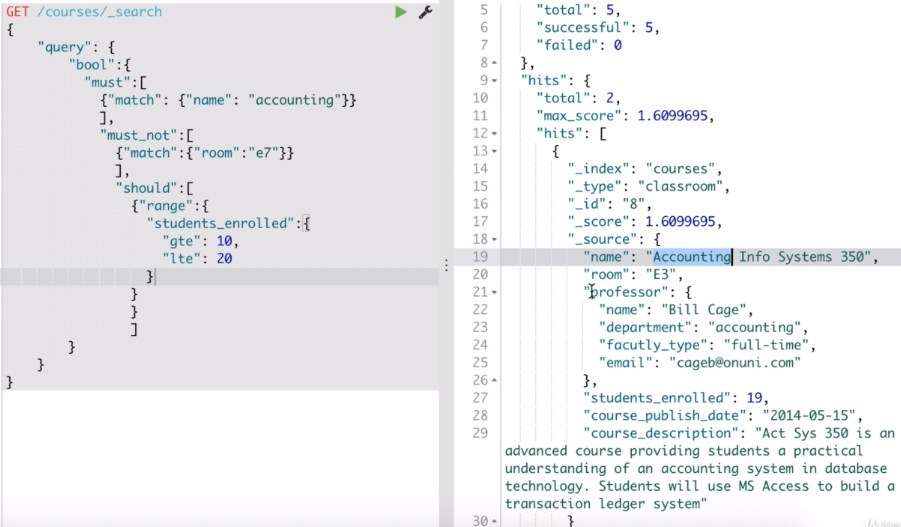 GET /courses/_search
{
"query": {
"bool":{
"must":[
{"match": {"name": "accounting"}}
],
"must_not":[
{"match":{"room":"e7"}}
],
"should":[
{"range":{
"students_enrolled":{
"gte": 10,
"lte": 20
}
}
}
]
}
}
}
5 "total": 5,
6 "successful": 5,
7 "failed": 0
8 },
9 "hits": {
10 "total": 2,
11 "max_score": 1.6099695,
12 "hits": [
13 {
14 "_index": "courses",
15 "_type": "classroom",
16 "_id": "8",
17 "_score": 1.6099695,
18 "_source": {
19 "name": "Accounting Info Systems 350",
20 "room": "E3",
21 "professor": {
22 "name": "Bill Cage",
23 "department": "accounting",
24 "facutly_type": "full-time",
25 "email": "cageb@onuni.com"
26 },
27 "students_enrolled": 19,
28 "course_publish_date": "2014-05-15",
29 "course_description": "Act Sys 350 is an
advanced course providing students a practical
understanding of an accounting system in database
technology. Students will use MS Access to build a
transaction ledger system"
30 }